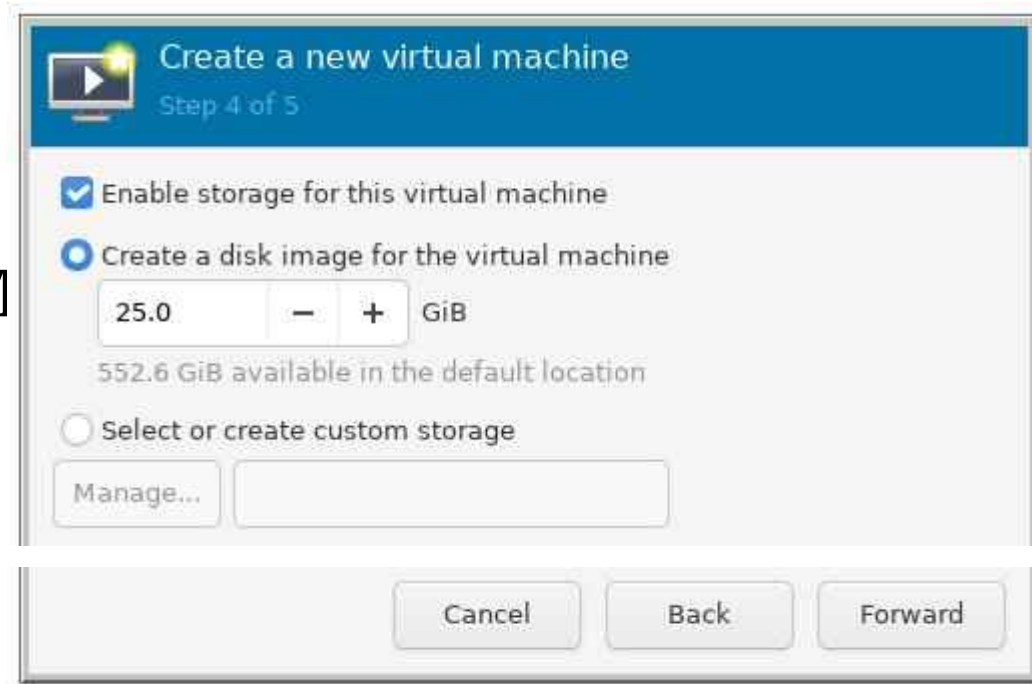 Create a new virtual machine
Step 4 of 5
Enable storage for this virtual machine
Create a disk image for the virtual machine
25.0 − + GiB
552.6 GiB available in the default location
Select or create custom storage
Manage...
Cancel Back Forward